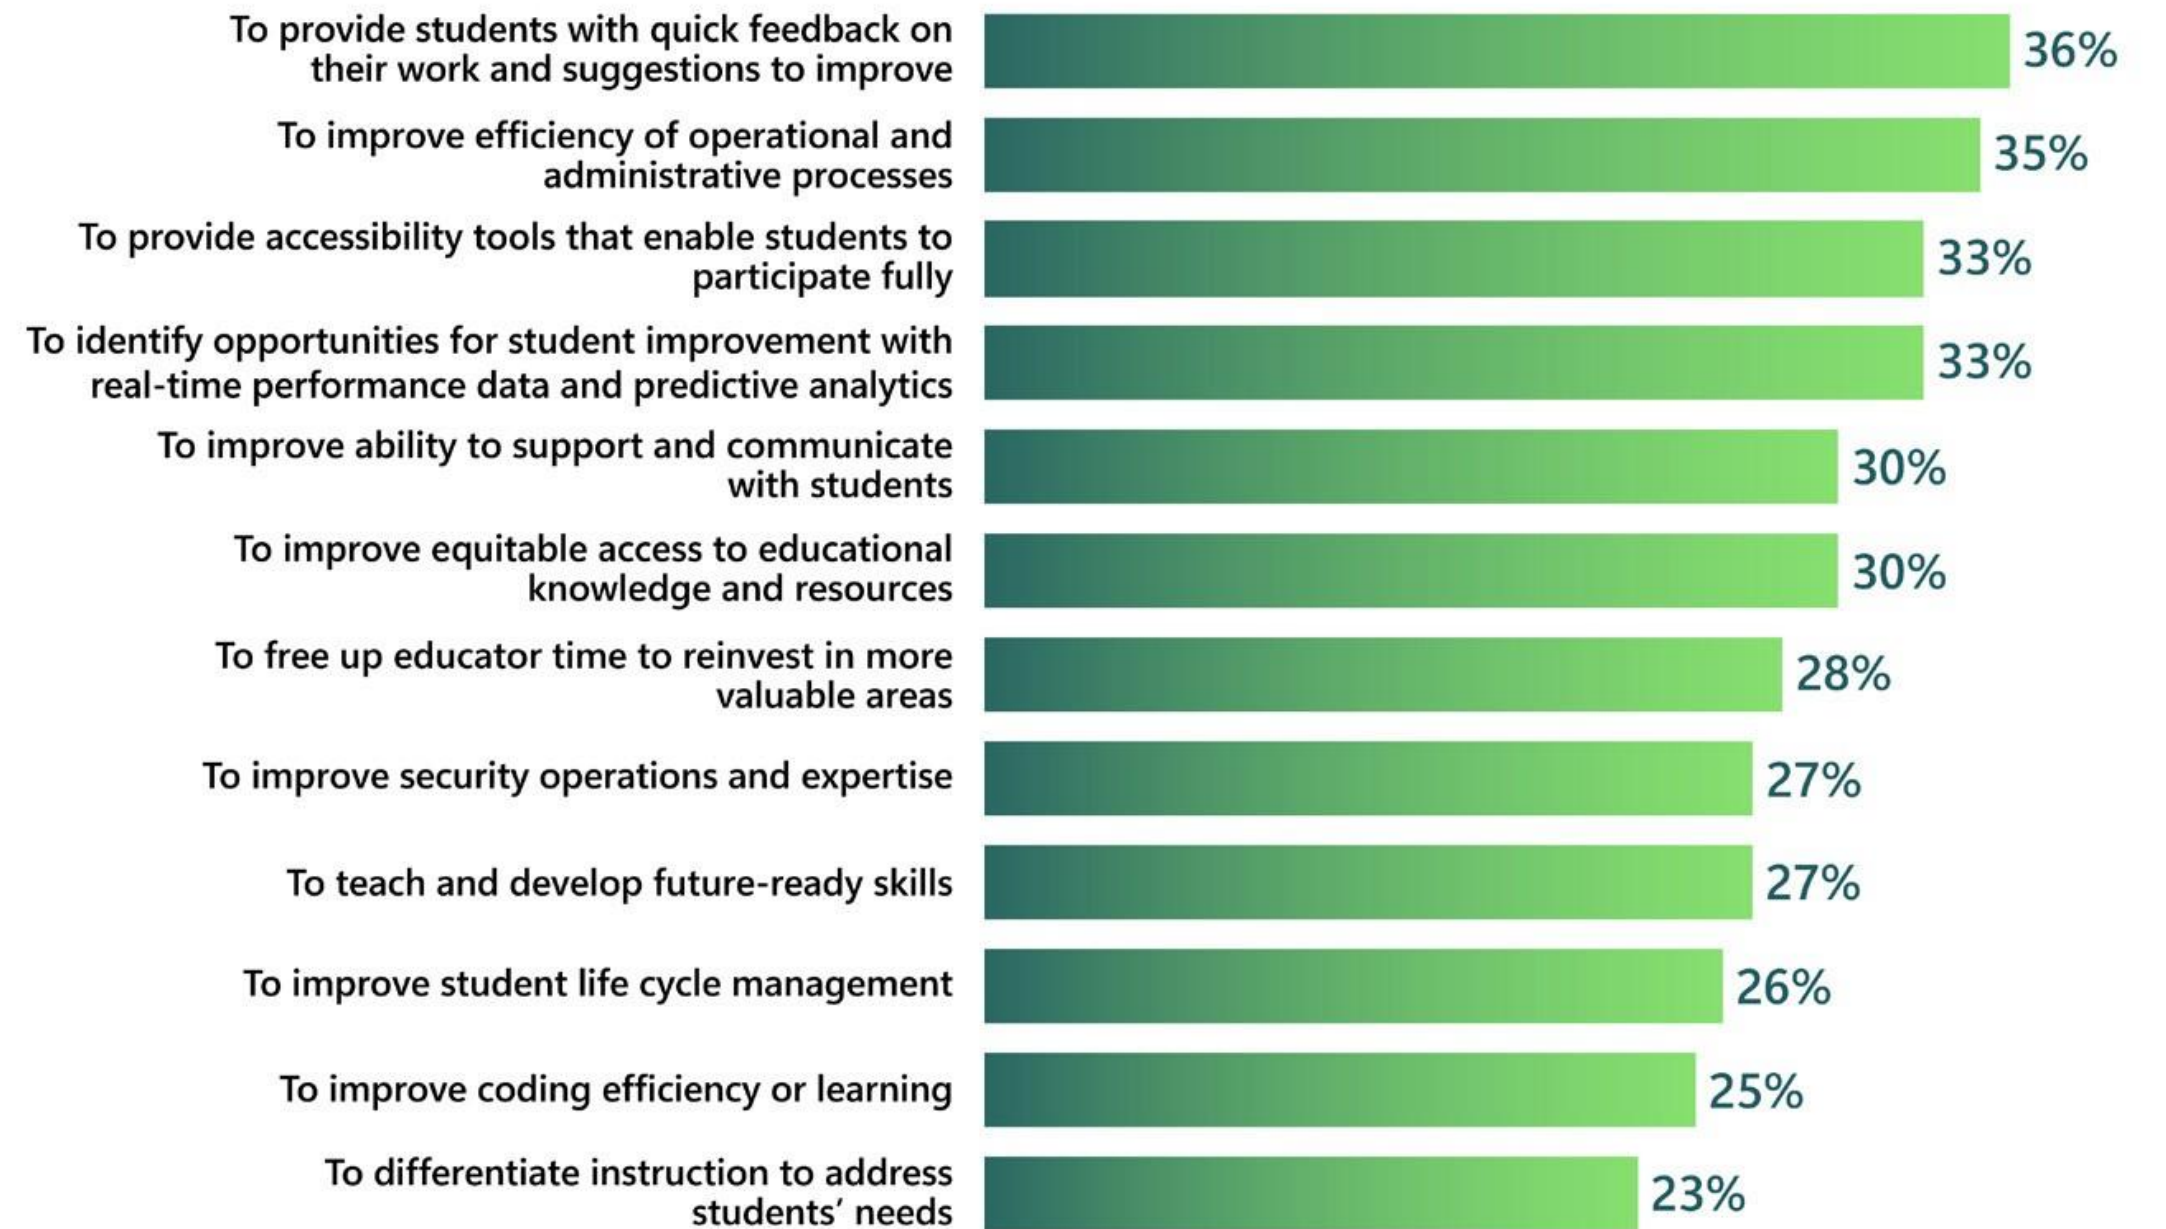 To provide students with quick feedback on
their work and suggestions to improve
36%
To improve efficiency of operational and
administrative processes
35%
To provide accessibility tools that enable students to
participate fully
33%
To identify opportunities for student improvement with
real-time performance data and predictive analytics
33%
To improve ability to support and communicate
with students
30%
To improve equitable access to educational
knowledge and resources
30%
To free up educator time to reinvest in more
valuable areas
28%
To improve security operations and expertise
27%
To teach and develop future-ready skills
27%
To improve student life cycle management
26%
To improve coding efficiency or learning
25%
To differentiate instruction to address
students’ needs
23%